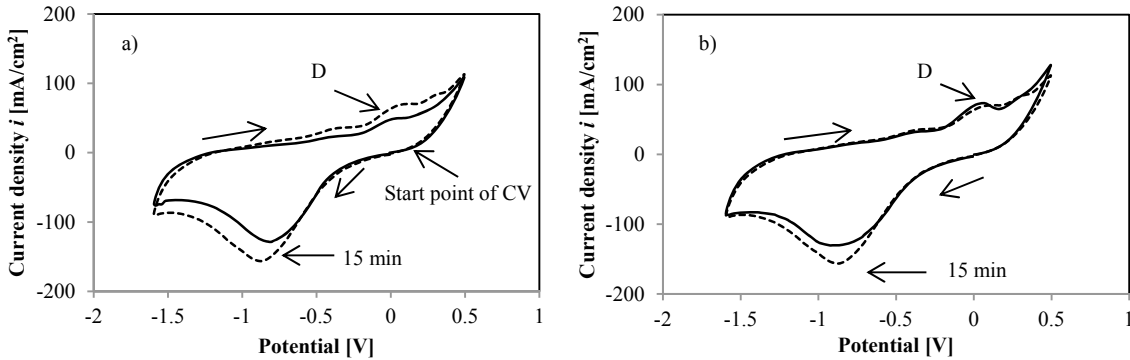 200
100
0
-100
-200
Current density i [mA/cm²]
a)
D
Start point of CV
15 min
-2 -1.5 -1 -0.5 0 0.5 1
Potential [V]
200
100
0
-100
-200
Current density i [mA/cm²]
b)
D
15 min
-2 -1.5 -1 -0.5 0 0.5 1
Potential [V]